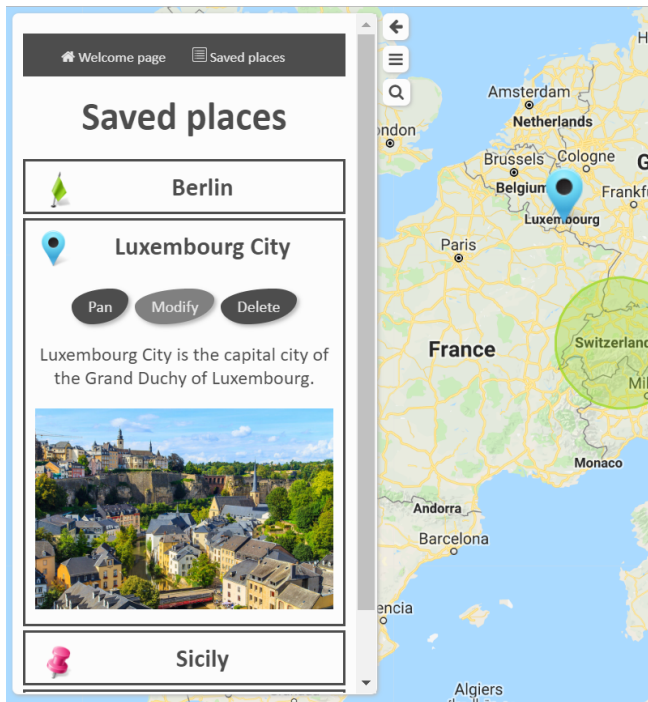 Welcome page Saved places
Saved places
Berlin
Luxembourg City
Pan Modify Delete
Luxembourg City is the capital city of
the Grand Duchy of Luxembourg.
Sicily
Amsterdam
Netherlands
Brussels Cologne
Belgium
Luxembourg
Paris
France
Switzerland
Monaco
Andorra
Barcelona
Algiers